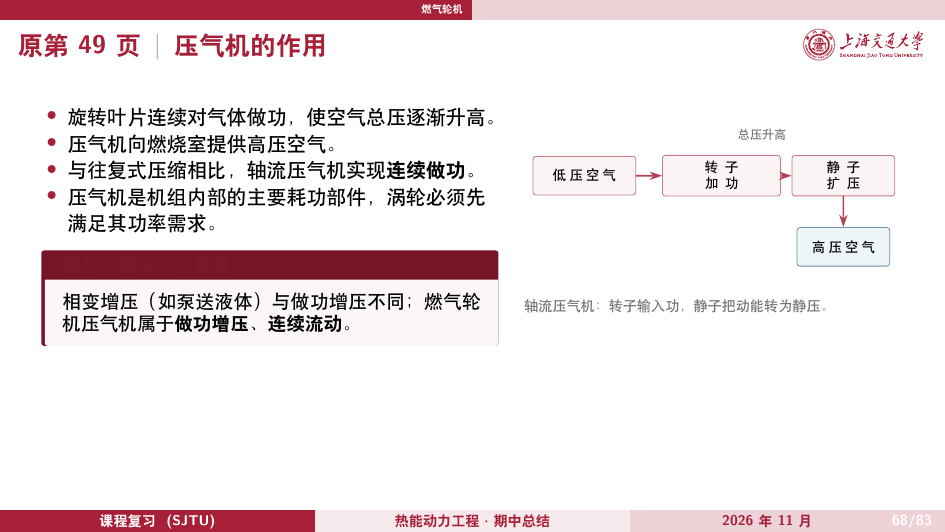 燃气轮机
原第 49 页 | 压气机的作用
上海交通大学
SHANGHAI JIAO TONG UNIVERSITY
• 旋转叶片连续对气体做功，使空气总压逐渐升高。
• 压气机向燃烧室提供高压空气。
• 与往复式压缩相比，轴流压气机实现连续做功。
• 压气机是机组内部的主要耗功部件，涡轮必须先
满足其功率需求。
两种“增压”不要混
相变增压（如泵送液体）与做功增压不同；燃气轮
机压气机属于做功增压、连续流动。
总压升高
低压空气
转子
加功
静子
扩压
高压空气
轴流压气机：转子输入功，静子把动能转为静压。
课程复习 (SJTU)
热能动力工程 · 期中总结
2026 年 11 月
68/83